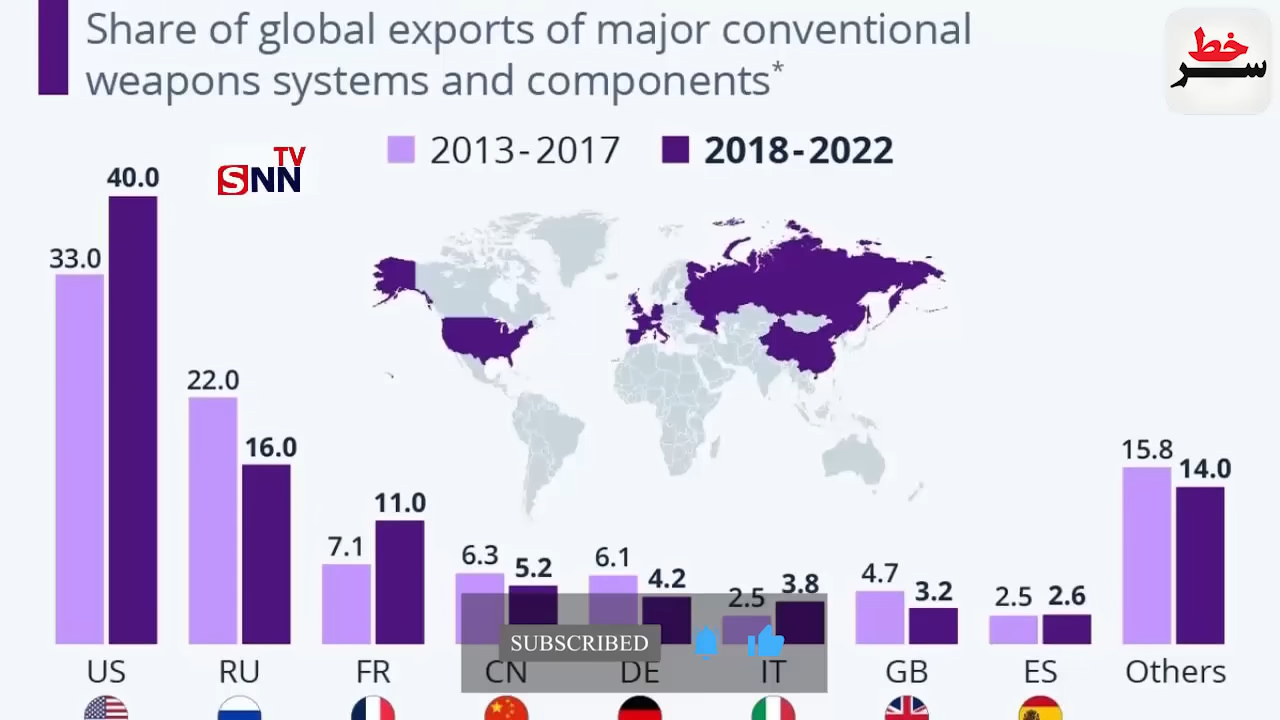 Share of global exports of major conventional
weapons systems and components*
خط
سر
SNN TV
2013-2017 2018-2022
33.0 40.0
22.0 16.0
7.1 11.0
6.3 5.2
6.1 4.2
2.5 3.8
4.7 3.2
2.5 2.6
15.8 14.0
SUBSCRIBED
US RU FR CN DE IT GB ES Others